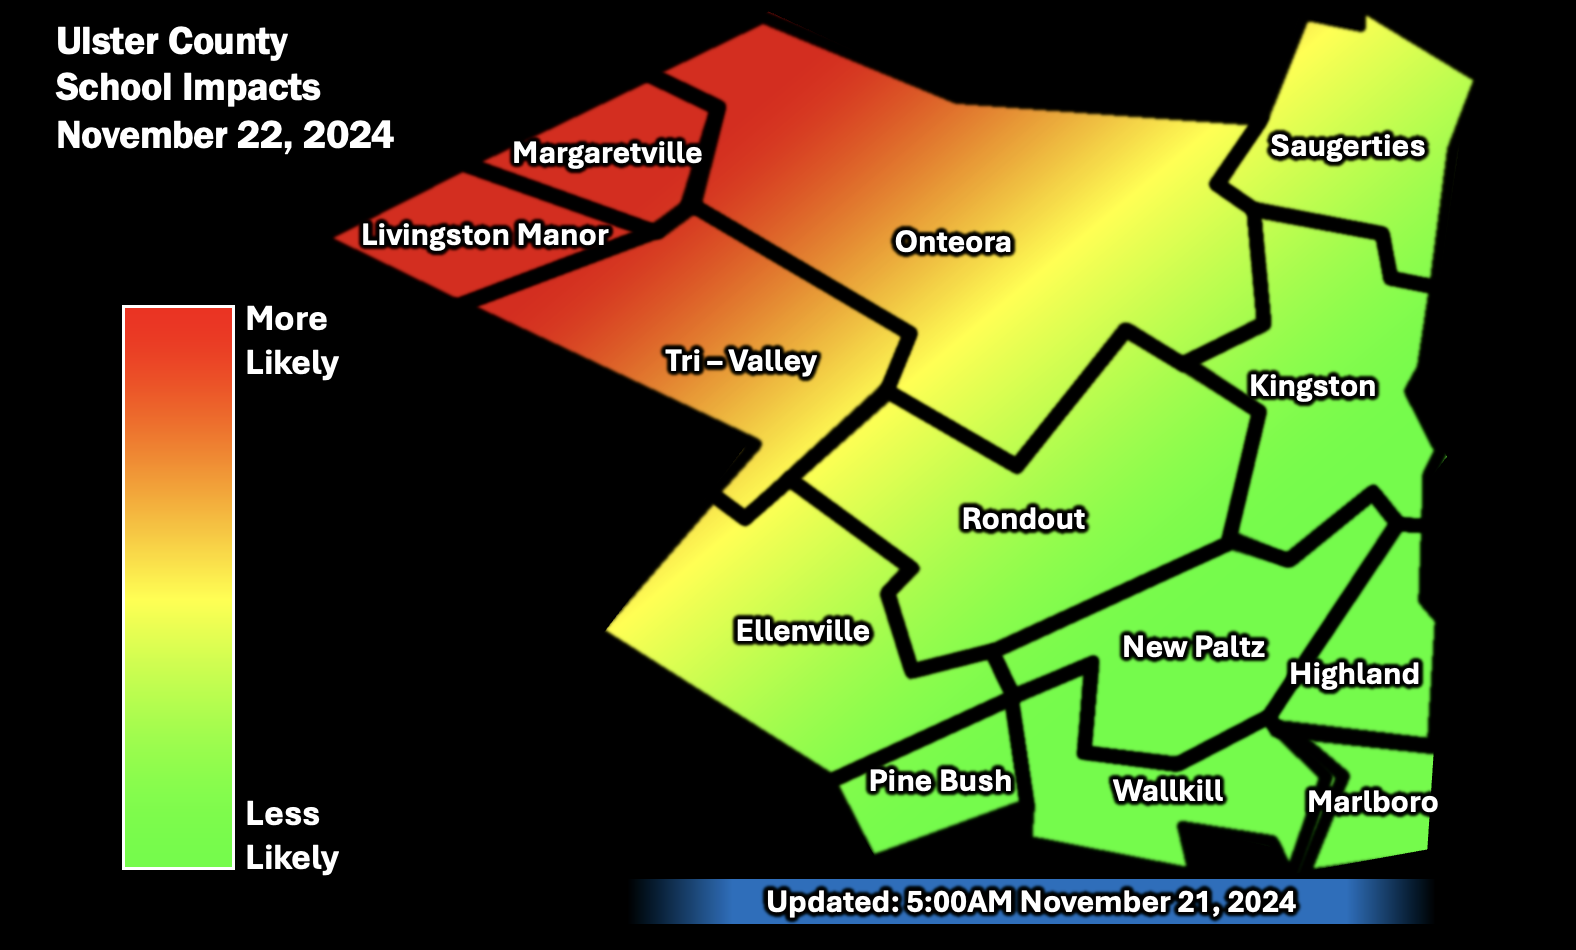 Ulster County
School Impacts
November 22, 2024
Saugerties
Margaretville
Livingston Manor
Onteora
More
Likely
Tri – Valley
Kingston
Rondout
Ellenville
New Paltz
Highland
Pine Bush
Wallkill
Marlboro
Less
Likely
Updated: 5:00AM November 21, 2024